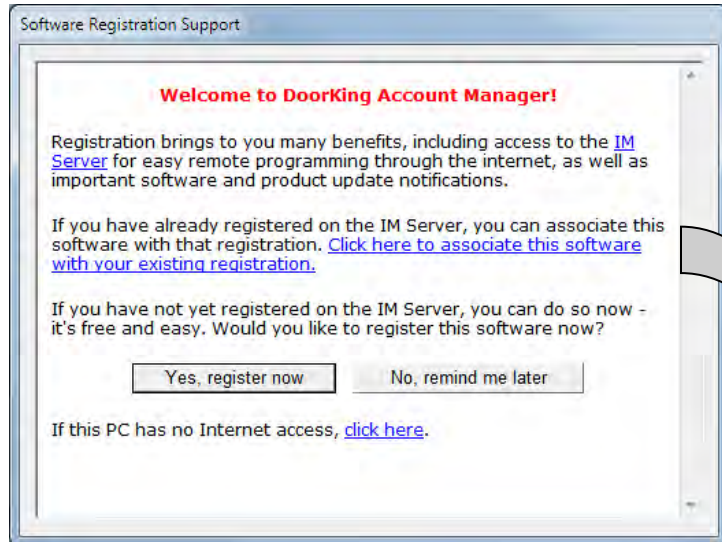 Software Registration Support
Welcome to DoorKing Account Manager!
Registration brings to you many benefits, including access to the IM
Server for easy remote programming through the internet, as well as
important software and product update notifications.
If you have already registered on the IM Server, you can associate this
software with that registration. Click here to associate this software
with your existing registration.
If you have not yet registered on the IM Server, you can do so now -
it's free and easy. Would you like to register this software now?
Yes, register now
No, remind me later
If this PC has no Internet access, click here.